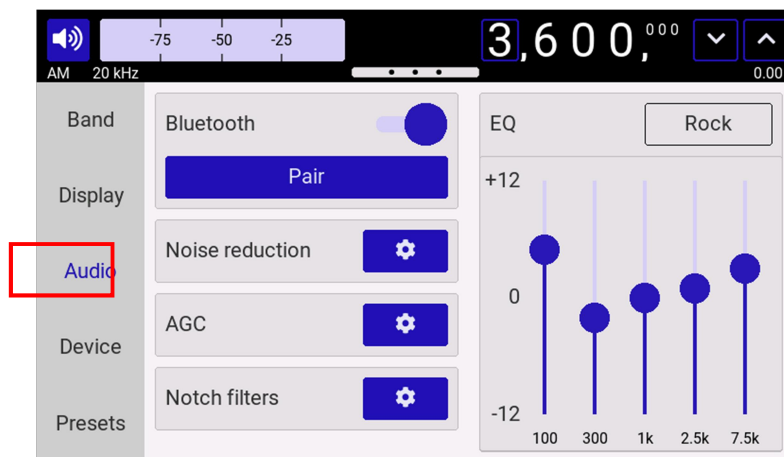 -75 -50 -25
3,600,000
AM 20 kHz
0.00
Band
Display
Audio
Device
Presets
Bluetooth
Pair
Noise reduction
AGC
Notch filters
EQ Rock
+12
0
-12
100 300 1k 2.5k 7.5k